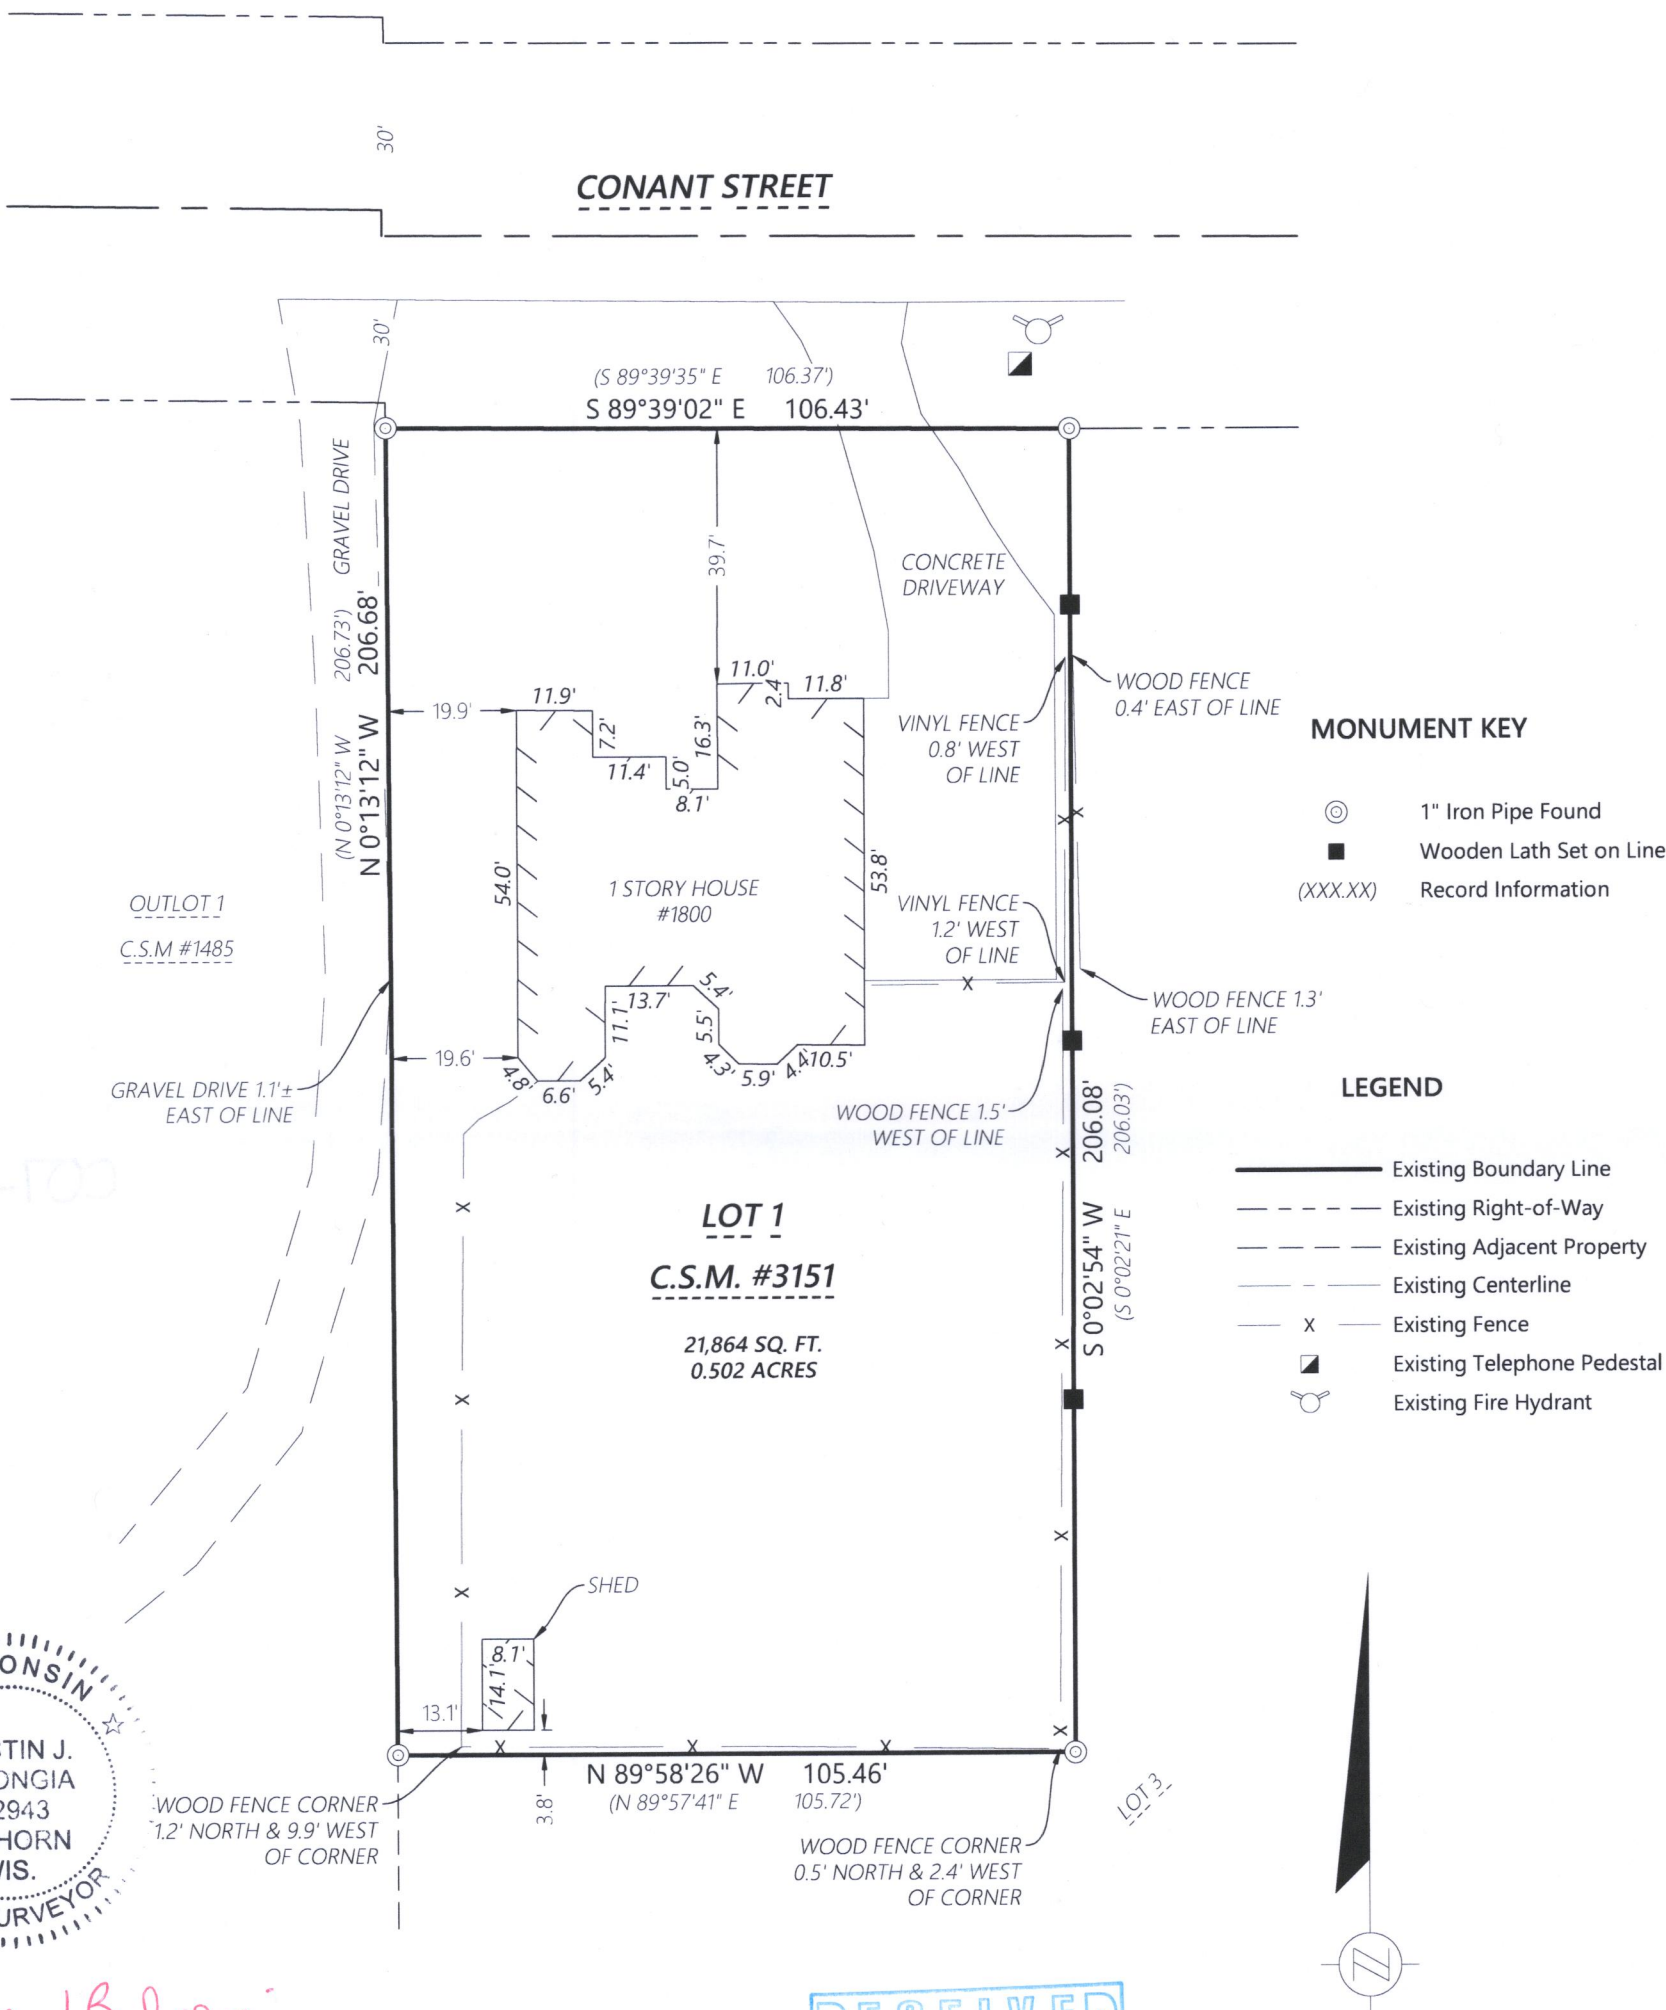 30'
CONANT STREET
30'
(S 89°39'35" E 106.37')
S 89°39'02" E 106.43'
GRAVEL DRIVE
(N 0°13'12" W 206.73')
N 0°13'12" W 206.68'
39.7'
CONCRETE
DRIVEWAY
WOOD FENCE
0.4' EAST OF LINE
VINYL FENCE
0.8' WEST
OF LINE
19.9'
11.9'
7.2'
11.4'
5.0'
8.1'
16.3'
11.0'
2.4'
11.8'
54.0'
53.8'
1 STORY HOUSE
#1800
VINYL FENCE
1.2' WEST
OF LINE
OUTLOT 1
C.S.M #1485
WOOD FENCE 1.3'
EAST OF LINE
19.6'
4.8'
6.6'
5.4'
11.1'
13.7'
5.4'
5.5'
4.3'
5.9'
4.4'
10.5'
GRAVEL DRIVE 1.1'±
EAST OF LINE
WOOD FENCE 1.5'
WEST OF LINE
S 0°02'54" W 206.08'
(S 0°02'21" E 206.03')
X
X
X
X
X
X
X
X
X
X
X
X
X
X
LOT 1
C.S.M. #3151
21,864 SQ. FT.
0.502 ACRES
SHED
8.1'
14.1'
13.1'
3.8'
N 89°58'26" W 105.46'
(N 89°57'41" E 105.72')
WOOD FENCE CORNER
1.2' NORTH & 9.9' WEST
OF CORNER
WOOD FENCE CORNER
0.5' NORTH & 2.4' WEST
OF CORNER
LOT 3
MONUMENT KEY
1" Iron Pipe Found
Wooden Lath Set on Line
(XXX.XX) Record Information
LEGEND
Existing Boundary Line
Existing Right-of-Way
Existing Adjacent Property
Existing Centerline
X Existing Fence
Existing Telephone Pedestal
Existing Fire Hydrant
ONSIN
TIN J.
ONGIA
2943
HORN
WIS.
URVEYOR
N
RECEIVED